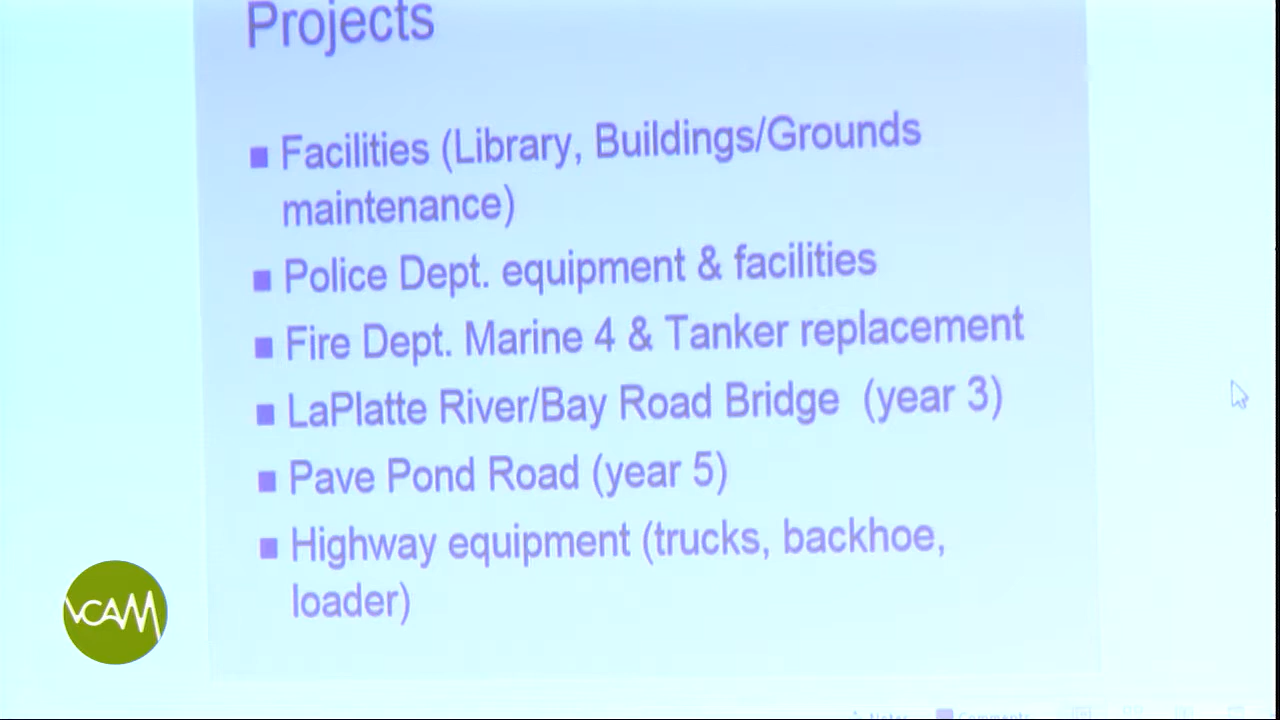 Projects
■ Facilities (Library, Buildings/Grounds
maintenance)
■ Police Dept. equipment & facilities
■ Fire Dept. Marine 4 & Tanker replacement
■ LaPlatte River/Bay Road Bridge (year 3)
■ Pave Pond Road (year 5)
■ Highway equipment (trucks, backhoe,
loader)
VCAM